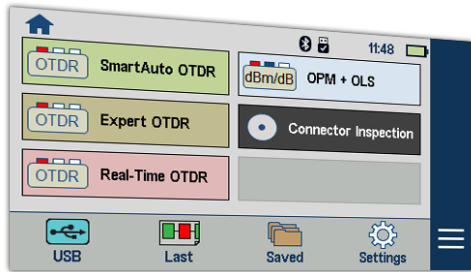 11:48
OTDR SmartAuto OTDR
dBm/dB OPM + OLS
OTDR Expert OTDR
Connector Inspection
OTDR Real-Time OTDR
USB Last Saved Settings